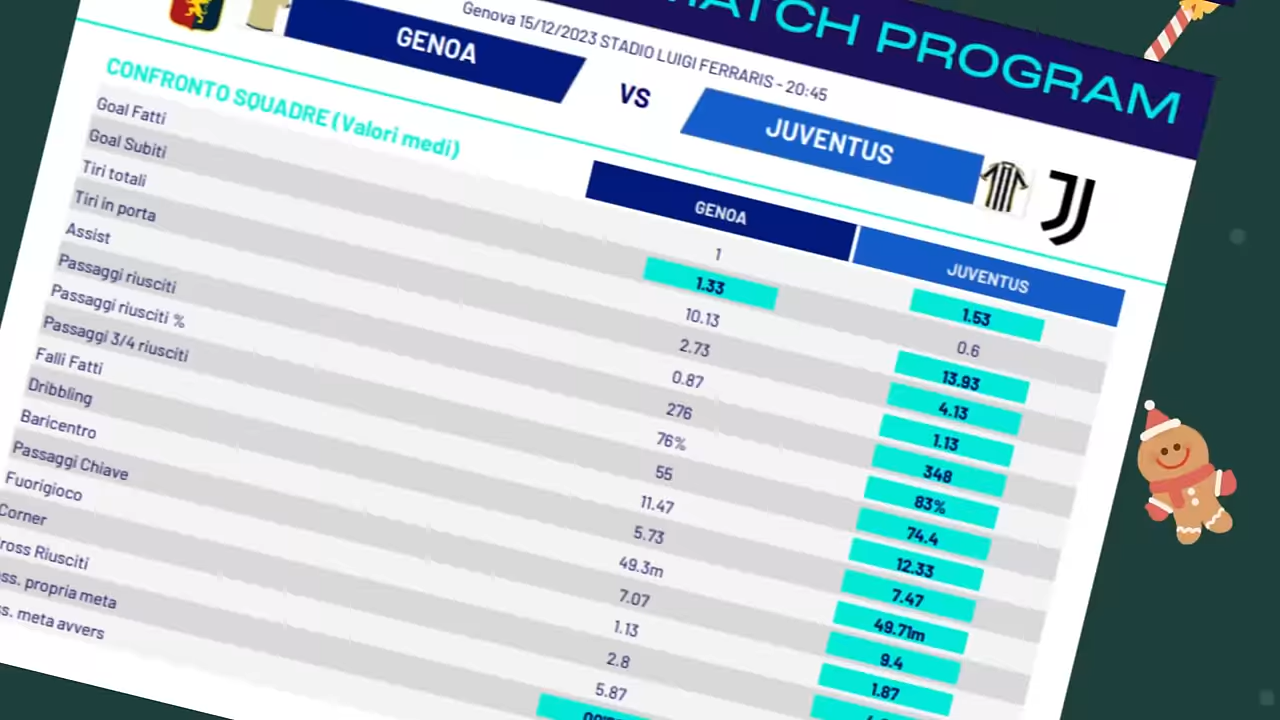 MATCH PROGRAM
Genova 15/12/2023 STADIO LUIGI FERRARIS - 20:45
GENOA
VS
JUVENTUS
CONFRONTO SQUADRE (Valori medi)
GENOA JUVENTUS
Goal Fatti 1 1.53
Goal Subiti 1.33 0.6
Tiri totali 10.13 13.93
Tiri in porta 2.73 4.13
Assist 0.87 1.13
Passaggi riusciti 276 348
Passaggi riusciti % 76% 83%
Passaggi 3/4 riusciti 55 74.4
Falli Fatti 11.47 12.33
Dribbling 5.73 7.47
Baricentro 49.3m 49.71m
Passaggi Chiave 7.07 9.4
Fuorigioco 1.13 1.87
Corner 2.8
ross Riusciti 5.87
ss. propria meta
s. meta avvers